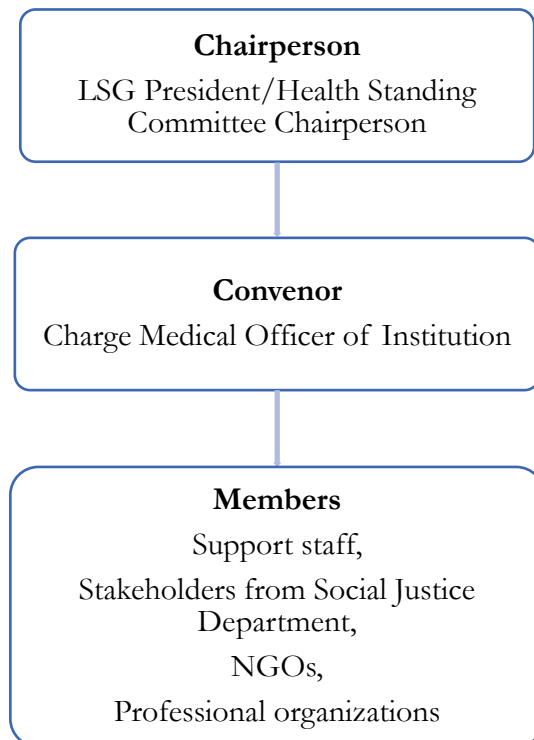 Chairperson
LSG President/Health Standing
Committee Chairperson
Convenor
Charge Medical Officer of Institution
Members
Support staff,
Stakeholders from Social Justice
Department,
NGOs,
Professional organizations